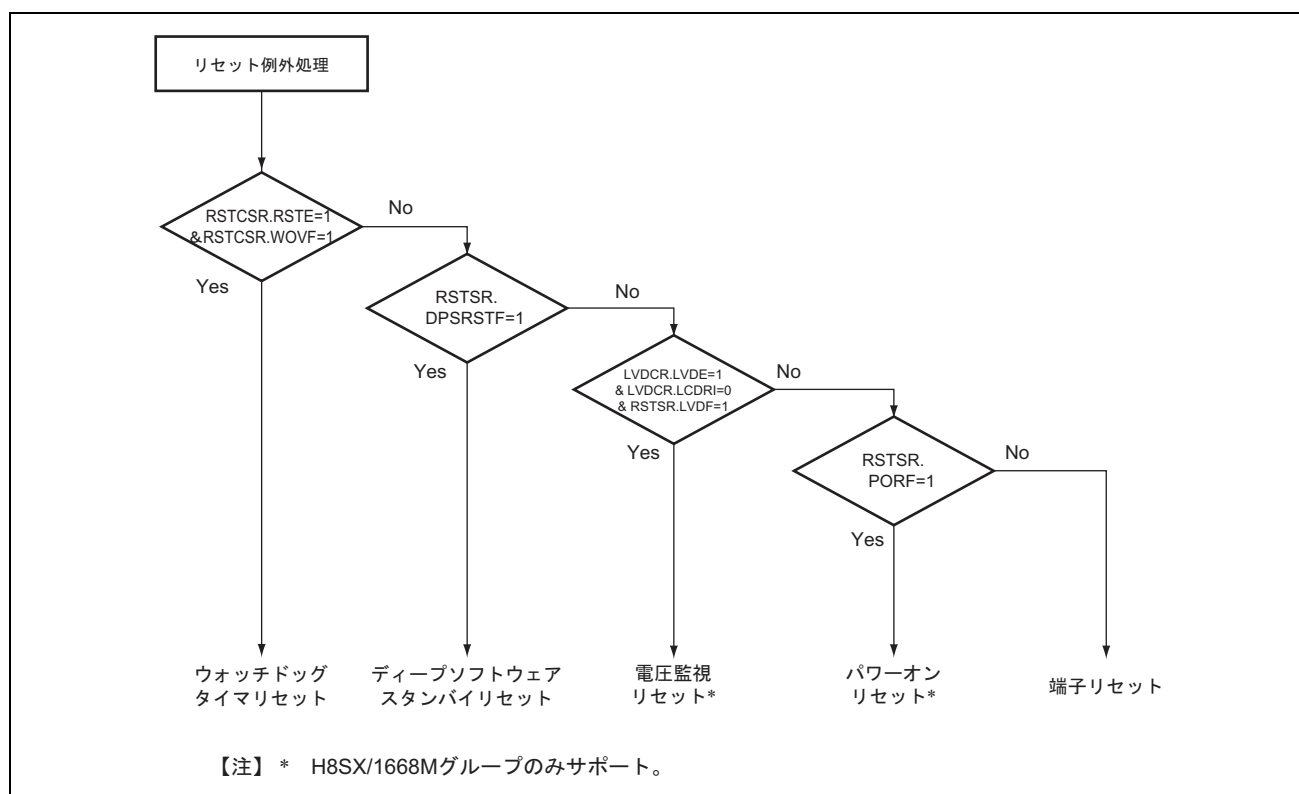 リセット例外処理
RSTCSR.RSTE=1
&RSTCSR.WOVF=1
No
Yes
RSTSR.
DPSRSTF=1
No
Yes
LVDCR.LVDE=1
& LVDCR.LCDRI=0
& RSTSR.LVDF=1
No
Yes
RSTSR.
PORF=1
No
Yes
ウォッチドッグ
タイマリセット
ディープソフトウェア
スタンバイリセット
電圧監視
リセット*
パワーオン
リセット*
端子リセット
【注】 * H8SX/1668Mグループのみサポート。